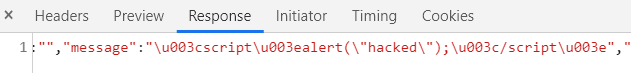 × Headers Preview Response Initiator Timing Cookies
1 :"","message":"\u003cscript\u003ealert(\"hacked\");\u003c/script\u003e","